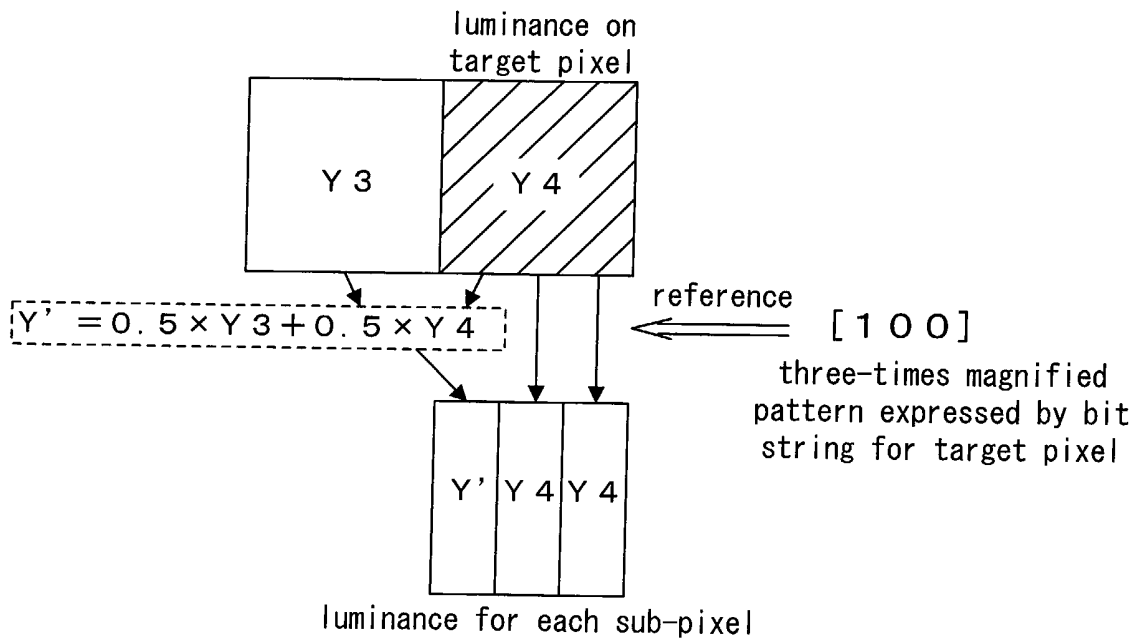 luminance on
target pixel
Y3
Y4
Y'=0.5×Y3+0.5×Y4
reference
[100]
three-times magnified
pattern expressed by bit
string for target pixel
Y' Y4 Y4
luminance for each sub-pixel